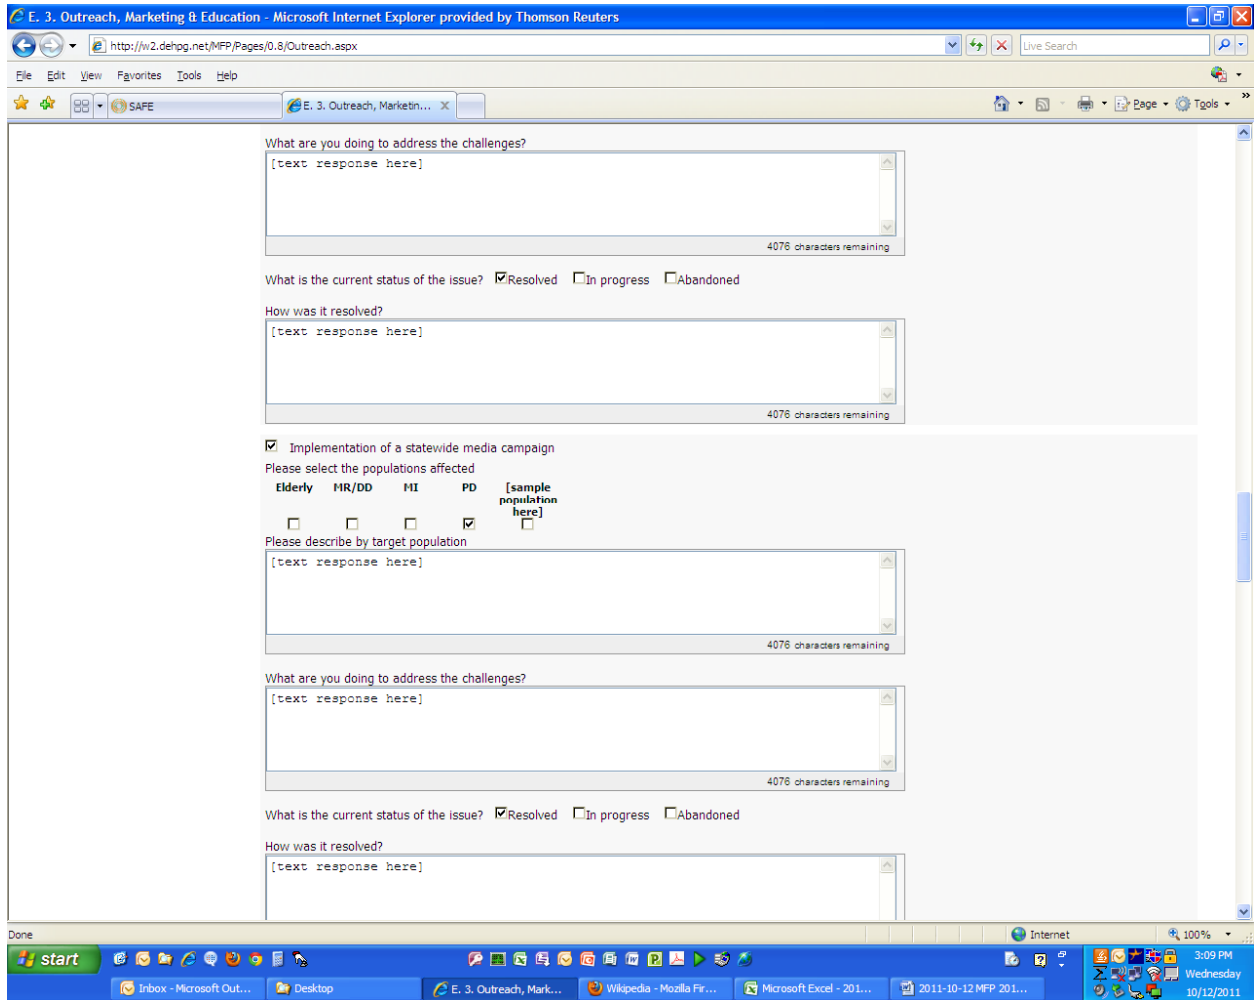 E. 3. Outreach, Marketing & Education - Microsoft Internet Explorer provided by Thomson Reuters
http://w2.dehpg.net/MFP/Pages/0.8/Outreach.aspx
Live Search
File Edit View Favorites Tools Help
SAFE
E. 3. Outreach, Marketin...
Page
Tools
What are you doing to address the challenges?
[text response here]
4076 characters remaining
What is the current status of the issue? Resolved In progress Abandoned
How was it resolved?
[text response here]
4076 characters remaining
Implementation of a statewide media campaign
Please select the populations affected
Elderly MR/DD MI PD [sample
population
here]
Please describe by target population
[text response here]
4076 characters remaining
What are you doing to address the challenges?
[text response here]
4076 characters remaining
What is the current status of the issue? Resolved In progress Abandoned
How was it resolved?
[text response here]
Done
Internet
100%
start
3:09 PM
Wednesday
10/12/2011
Inbox - Microsoft Out...
Desktop
E. 3. Outreach, Mark...
Wikipedia - Mozilla Fir...
Microsoft Excel - 201...
2011-10-12 MFP 201...